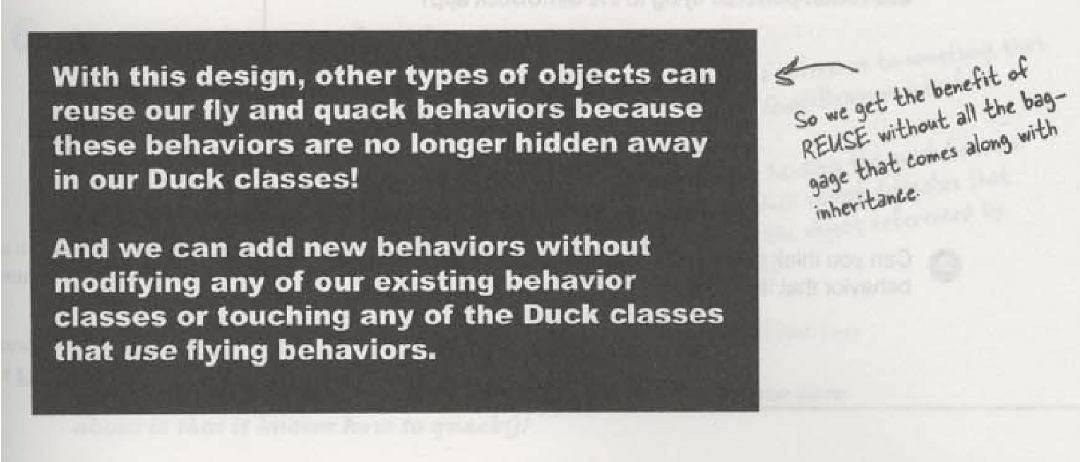 With this design, other types of objects can
reuse our fly and quack behaviors because
these behaviors are no longer hidden away
in our Duck classes!
And we can add new behaviors without
modifying any of our existing behavior
classes or touching any of the Duck classes
that use flying behaviors.
So we get the benefit of
REUSE without all the bag-
gage that comes along with
inheritance.